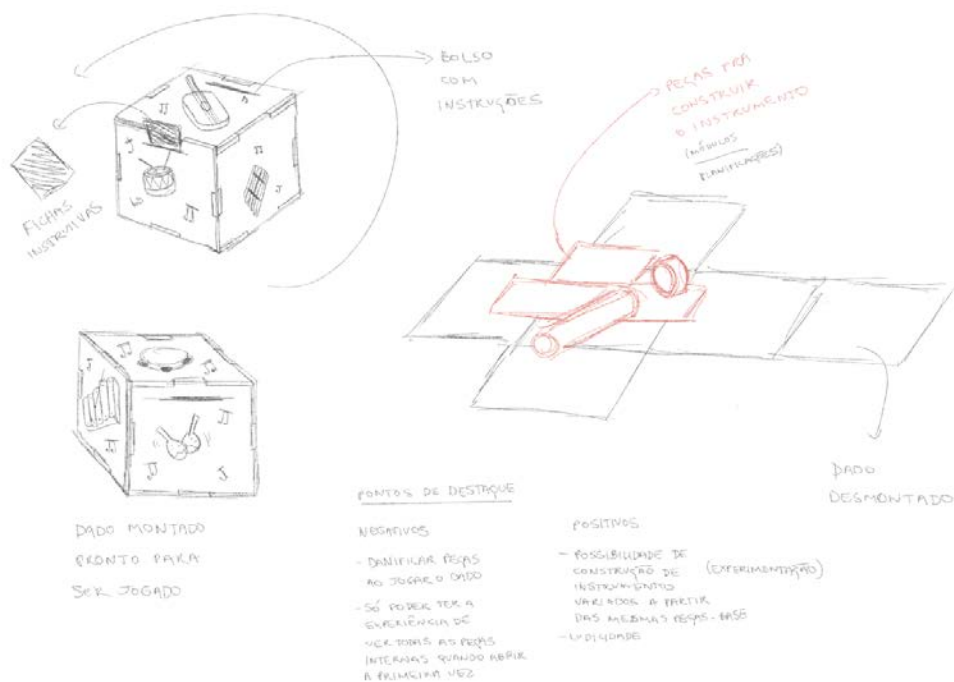 BOLSO
COM
INSTRUÇÕES
FICHAS
INSTRUTIVAS
PEÇAS PRA
CONSTRUIR
O INSTRUMENTO
(MÓDULOS
PLANIFICAÇÕES)
DADO MONTADO
PRONTO PARA
SER JOGADO
DADO
DESMONTADO
PONTOS DE DESTAQUE
NEGATIVOS
- DANIFICAR PEÇAS
AO JOGAR O DADO
- SÓ PODER TER A
EXPERIÊNCIA DE
VER TODAS AS PEÇAS
INTERNAS QUANDO ABRIR
A PRIMEIRA VEZ
POSITIVOS
- POSSIBILIDADE DE
CONSTRUÇÃO DE (EXPERIMENTAÇÃO)
INSTRUMENTOS
VARIADOS A PARTIR
DAS MESMAS PEÇAS-BASE
- LUDICIDADE